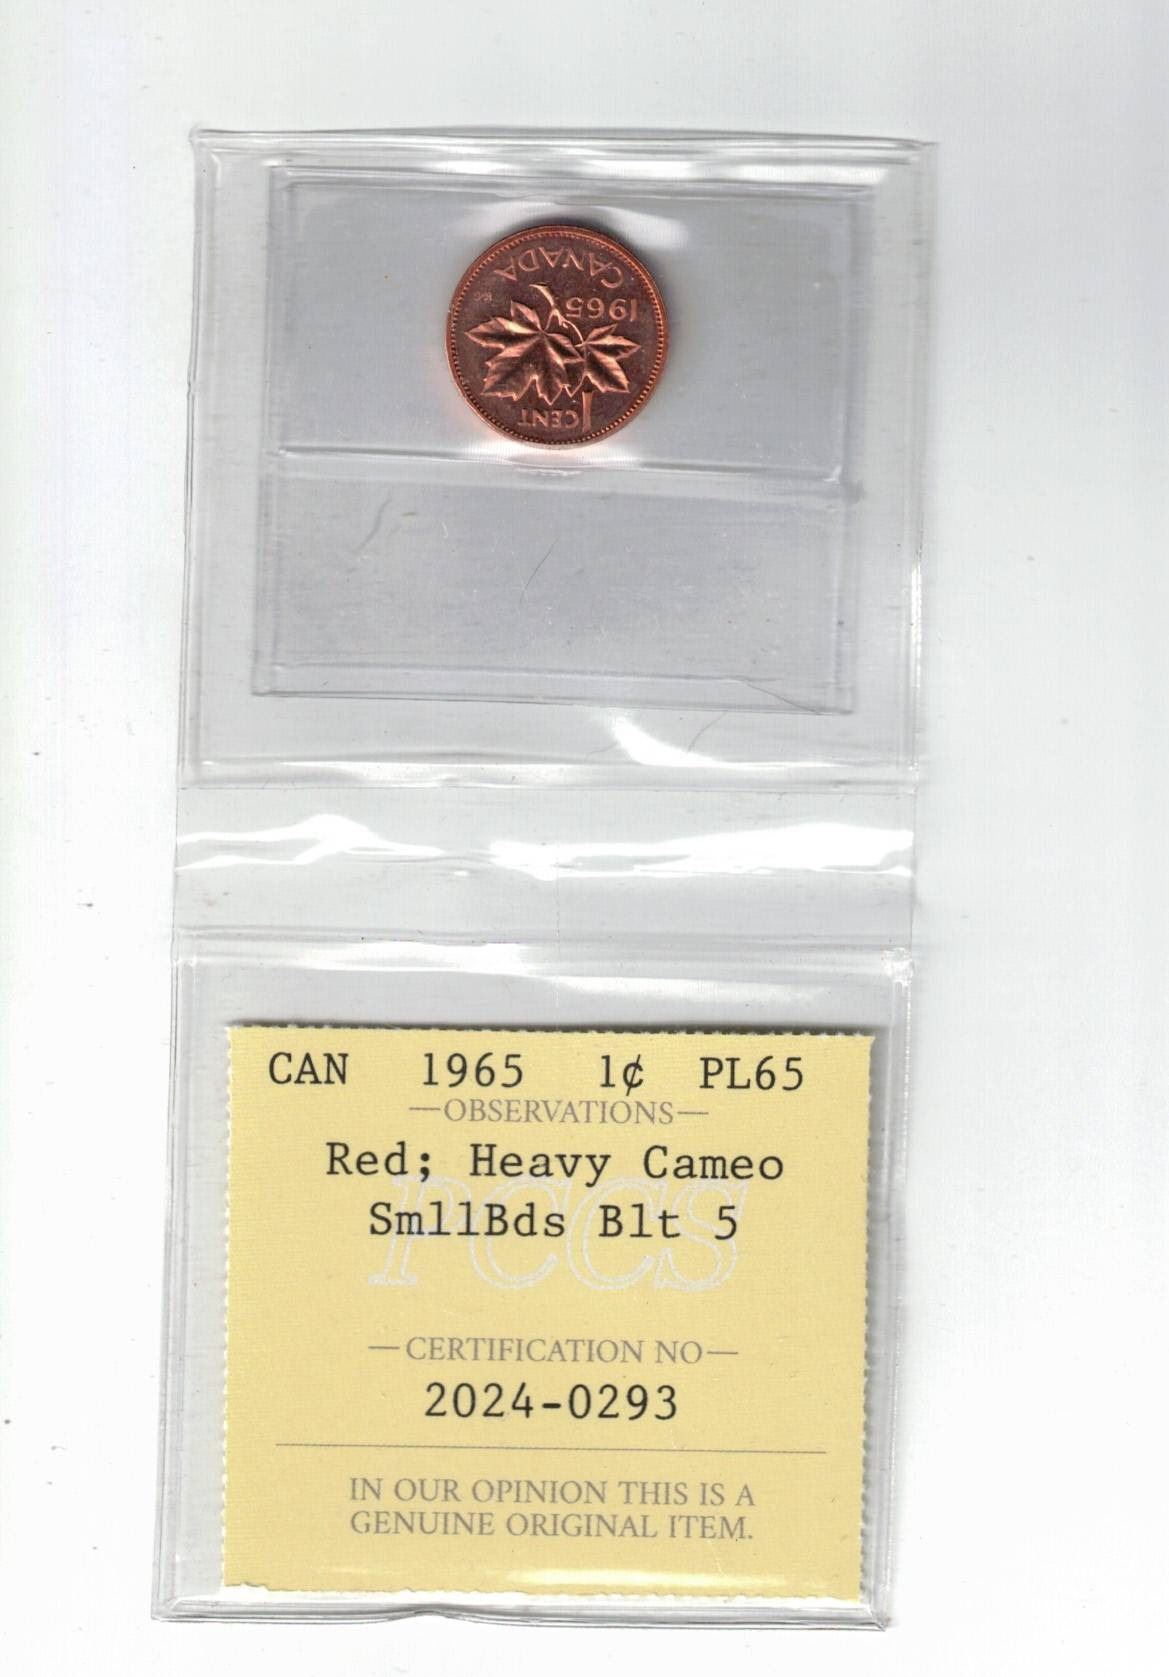 CANADA
1965
1
CENT
CAN 1965 1¢ PL65
—OBSERVATIONS—
Red; Heavy Cameo
SmllBds Blt 5
PCCS
—CERTIFICATION NO—
2024-0293
IN OUR OPINION THIS IS A
GENUINE ORIGINAL ITEM.